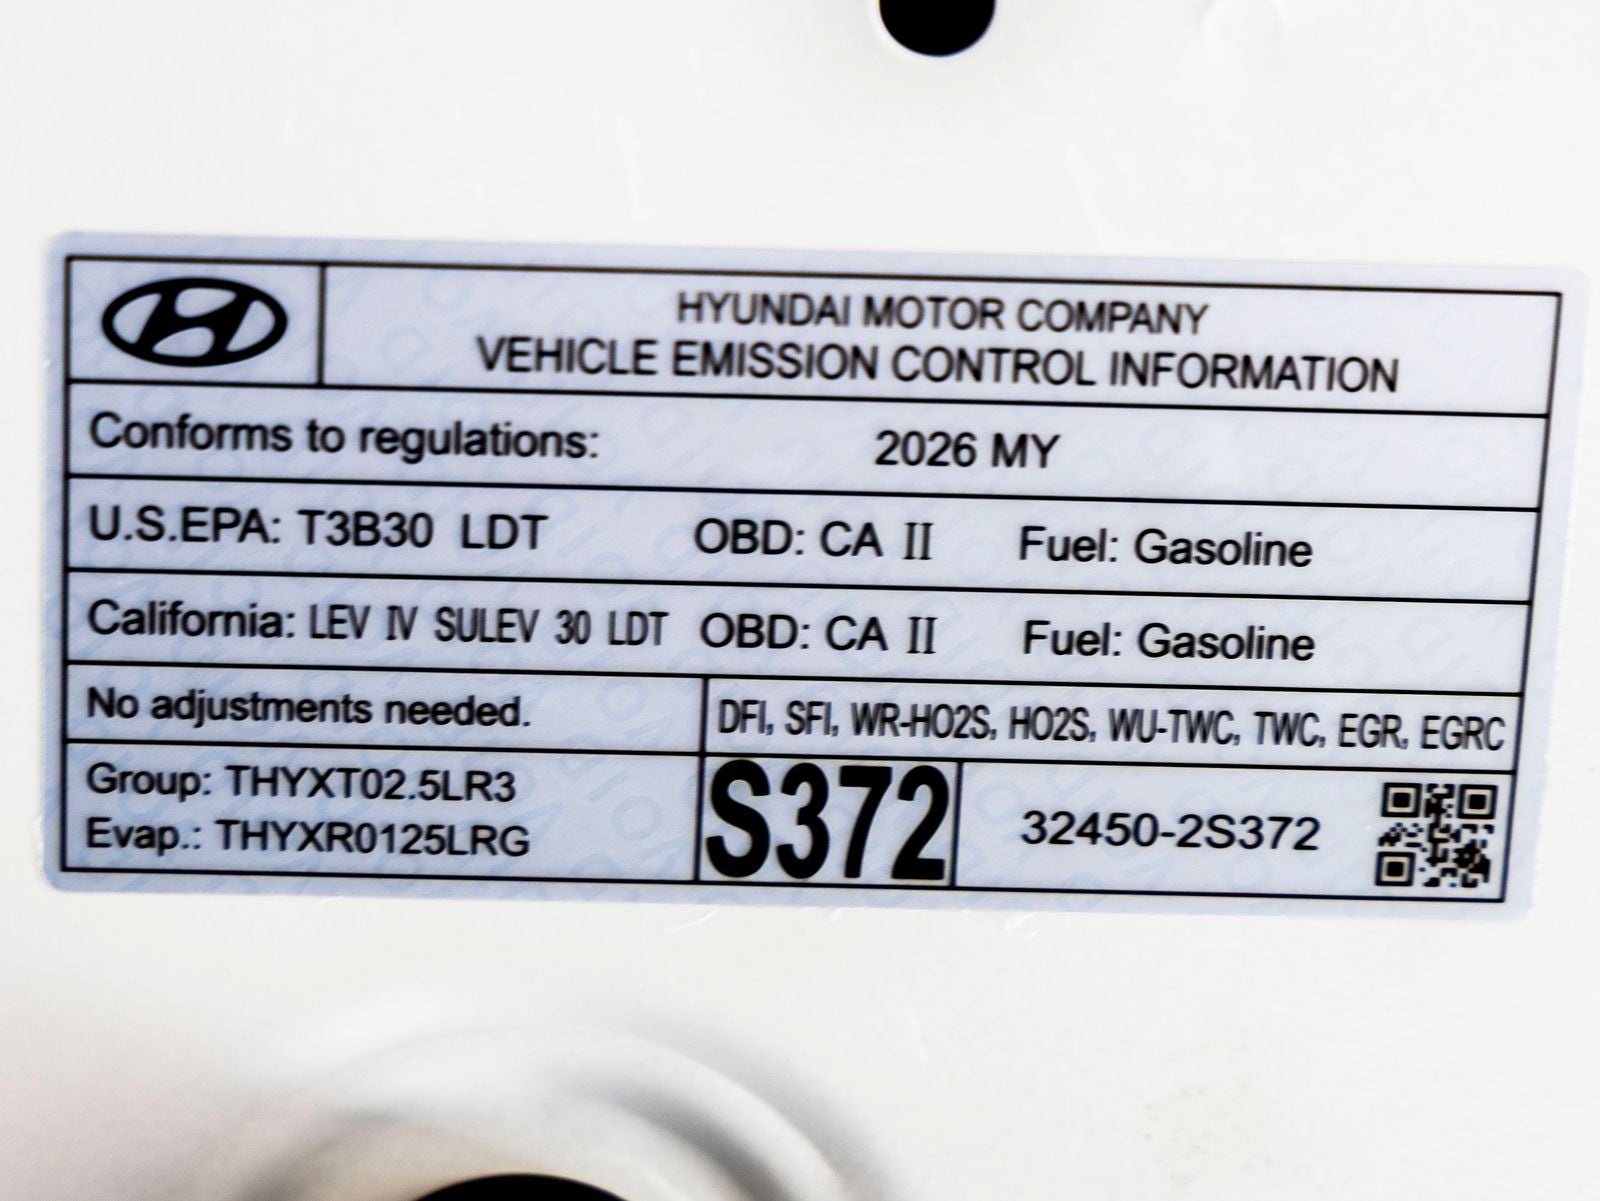 HYUNDAI MOTOR COMPANY
VEHICLE EMISSION CONTROL INFORMATION
Conforms to regulations: 2026 MY
U.S.EPA: T3B30 LDT OBD: CA II Fuel: Gasoline
California: LEV IV SULEV 30 LDT OBD: CA II Fuel: Gasoline
No adjustments needed. DFI, SFI, WR-HO2S, HO2S, WU-TWC, TWC, EGR, EGRC
Group: THYXT02.5LR3
Evap.: THYXR0125LRG
S372
32450-2S372